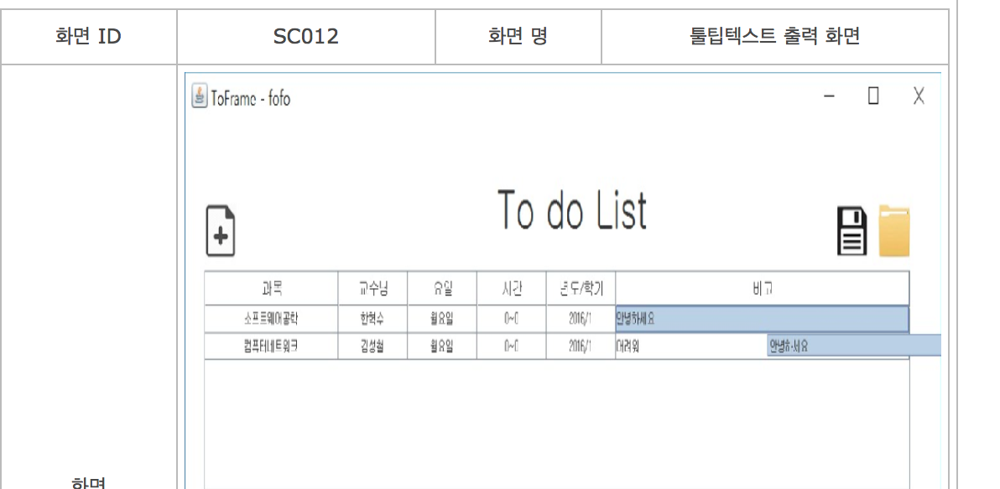 화면 ID SC012 화면 명 툴팁텍스트 출력 화면
ToFrame - fofo
To do List
과목 교수님 요일 시간 년도/학기 비고
소프트웨어공학 한혁수 월요일 0~0 2016/1 안녕하세요
컴퓨터네트워크 김성철 월요일 0~0 2016/1 어려워 안녕하세요
화면